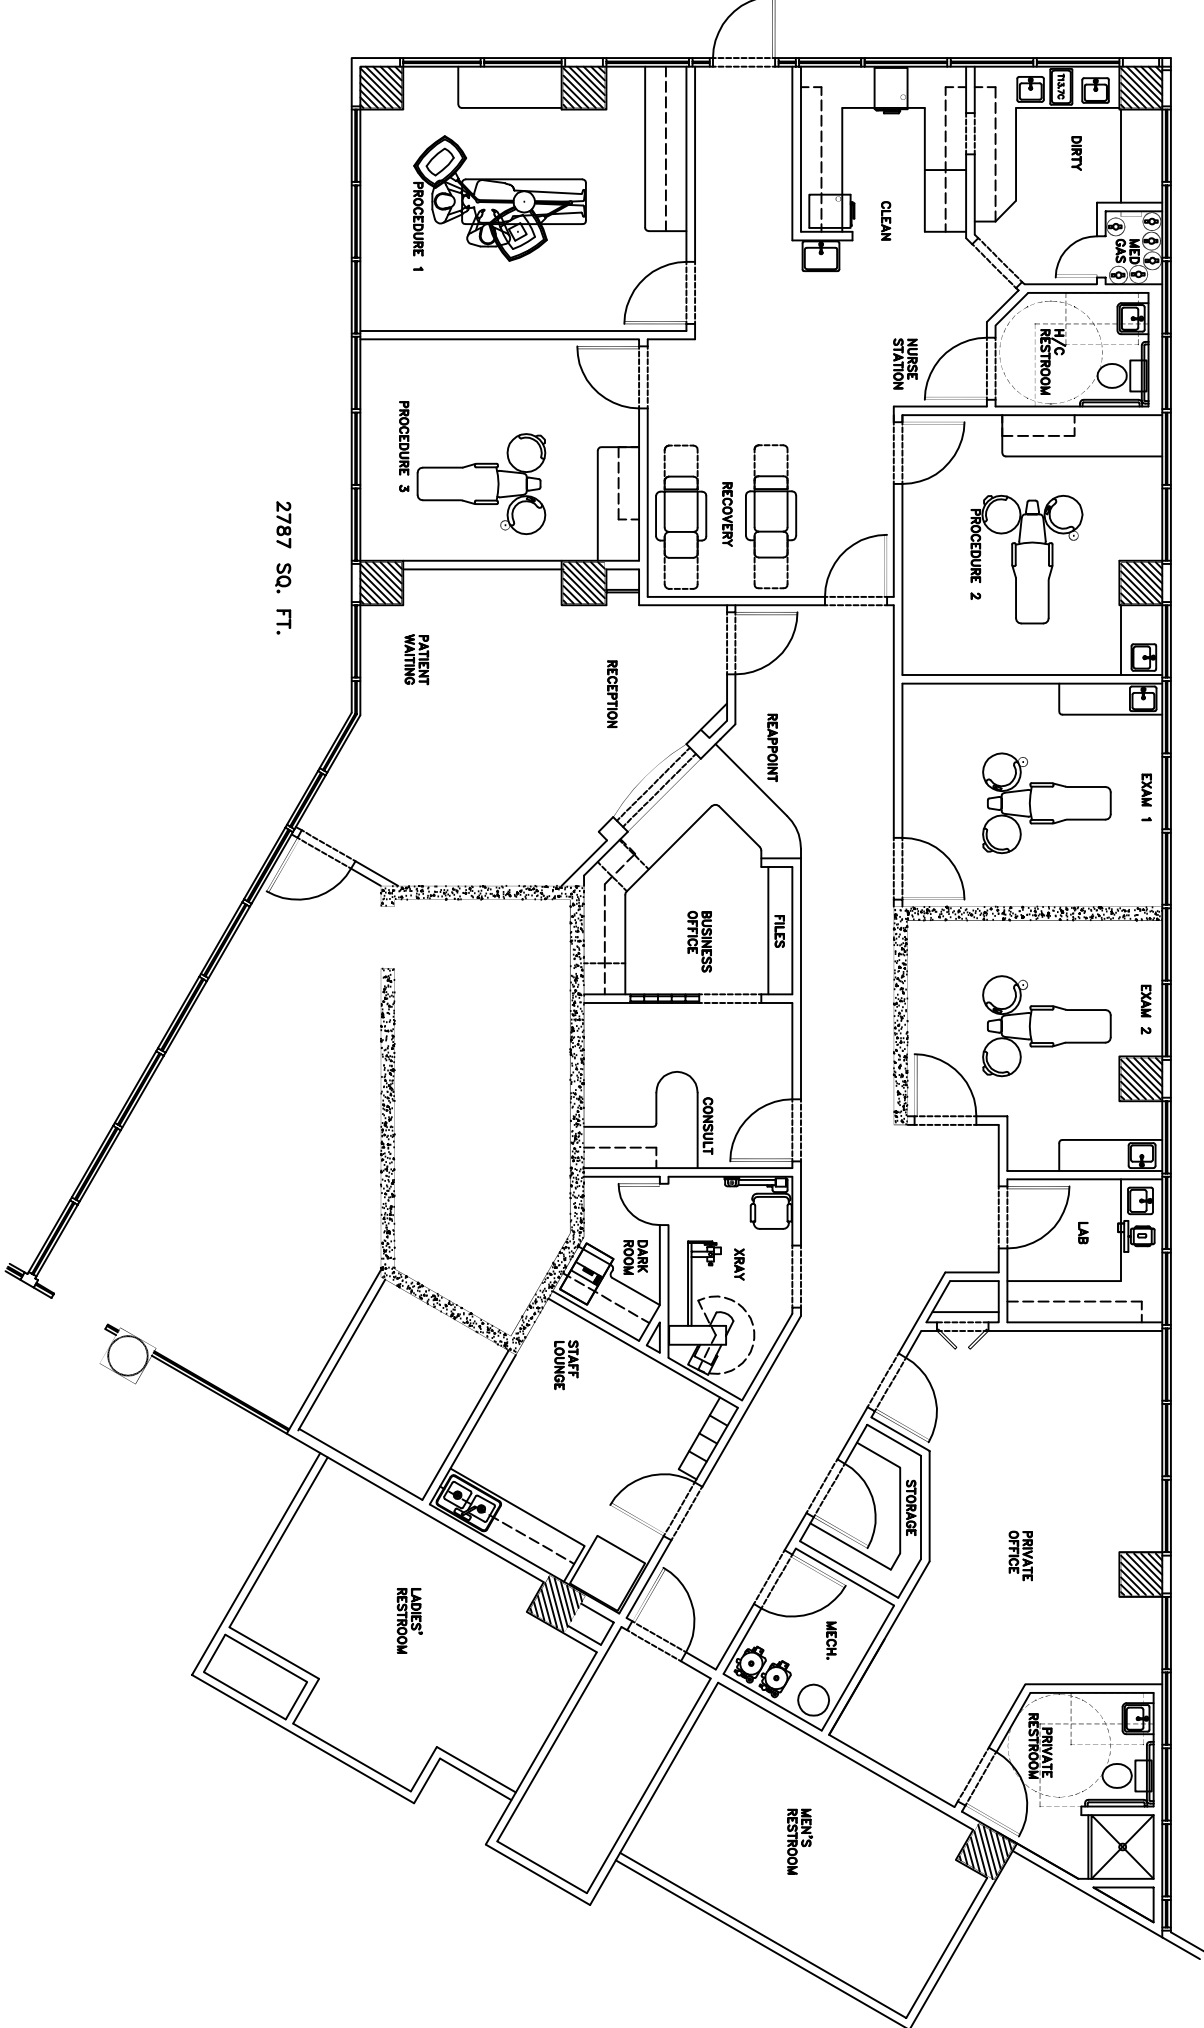 DIRTY
T13.7C
MED
GAS
CLEAN
PROCEDURE 1
H/C
RESTROOM
NURSE
STATION
PROCEDURE 3
RECOVERY
PROCEDURE 2
2787 SQ. FT.
PATIENT
WAITING
RECEPTION
REAPPOINT
EXAM 1
FILES
BUSINESS
OFFICE
EXAM 2
CONSULT
LAB
XRAY
DARK
ROOM
STAFF
LOUNGE
STORAGE
PRIVATE
OFFICE
LADIES'
RESTROOM
MECH.
PRIVATE
RESTROOM
MEN'S
RESTROOM